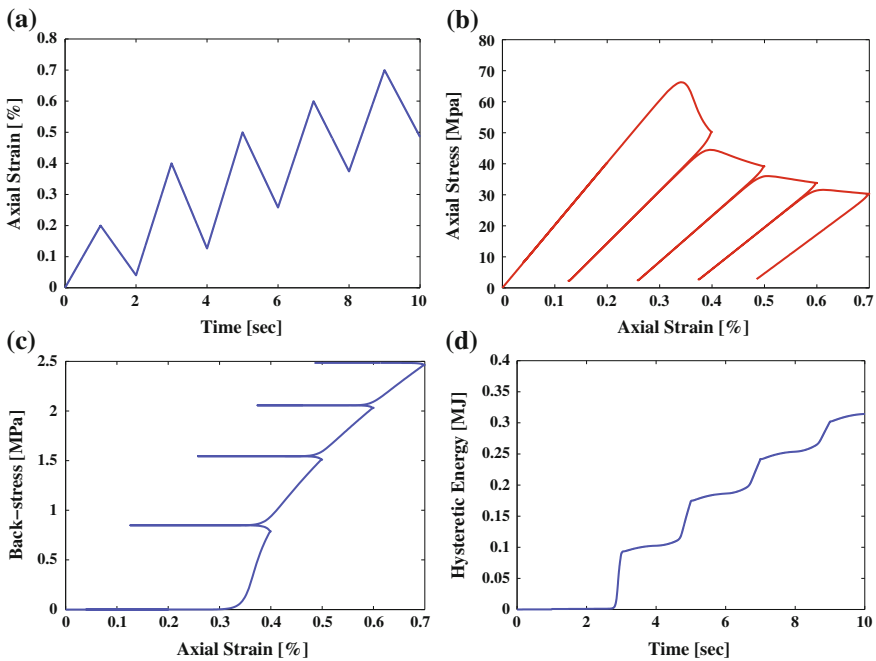 (a)
0.8
0.7
0.6
0.5
0.4
0.3
0.2
0.1
0
Axial Strain [%]
0 2 4 6 8 10
Time [sec]
(b)
80
70
60
50
40
30
20
10
0
Axial Stress [Mpa]
0 0.1 0.2 0.3 0.4 0.5 0.6 0.7
Axial Strain [%]
(c)
2.5
2
1.5
1
0.5
0
Back-stress [MPa]
0 0.1 0.2 0.3 0.4 0.5 0.6 0.7
Axial Strain [%]
(d)
0.4
0.35
0.3
0.25
0.2
0.15
0.1
0.05
0
Hysteretic Energy [MJ]
0 2 4 6 8 10
Time [sec]